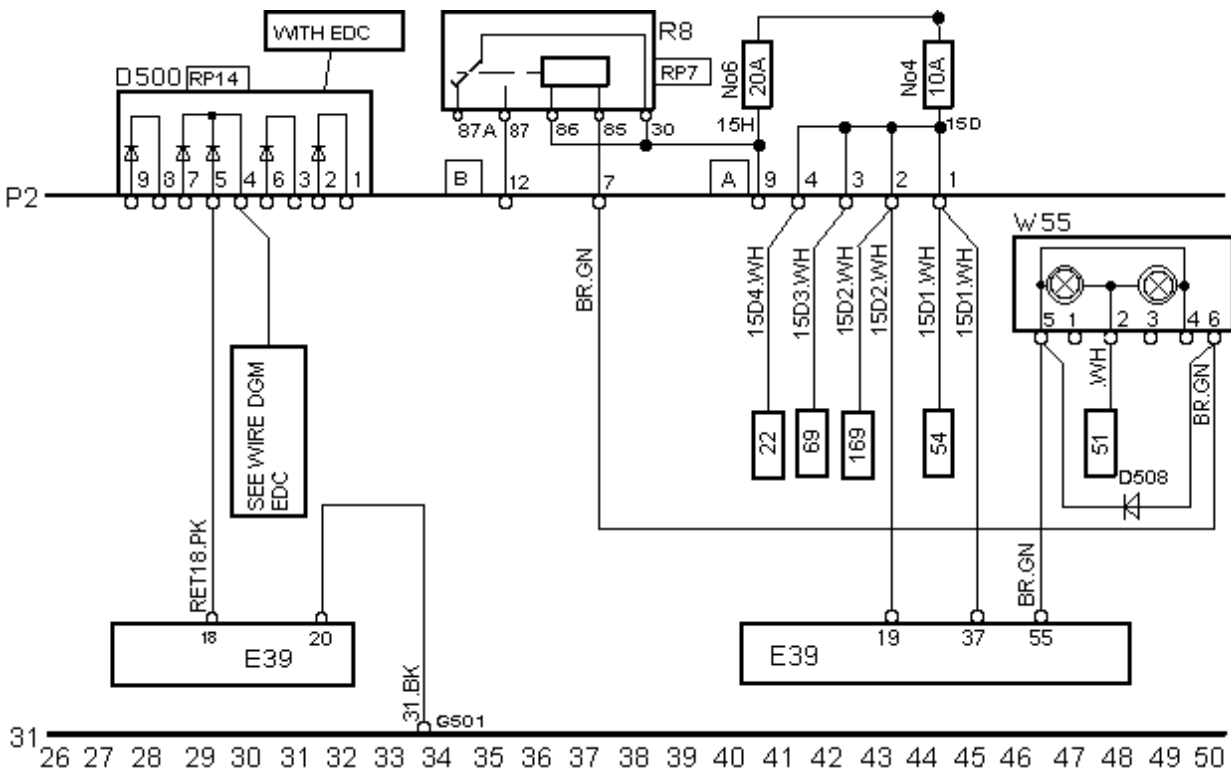 WITH EDC
R8
D500 RP14
RP7
No6
20A
No4
10A
87A 87 86 85 30
15H
15D
9 8 7 5 4 6 3 2 1
B
12
7
A
9 4 3 2 1
P2
W55
5 1 2 3 4 6
BR.GN
15D4.WH
15D3.WH
15D2.WH
15D2.WH
15D1.WH
15D1.WH
.WH
BR.GN
SEE WIRE DGM
EDC
22
69
169
54
51
D508
RET18.PK
BR.GN
18 20
E39
19 37 55
E39
31.BK
G501
31
26 27 28 29 30 31 32 33 34 35 36 37 38 39 40 41 42 43 44 45 46 47 48 49 50